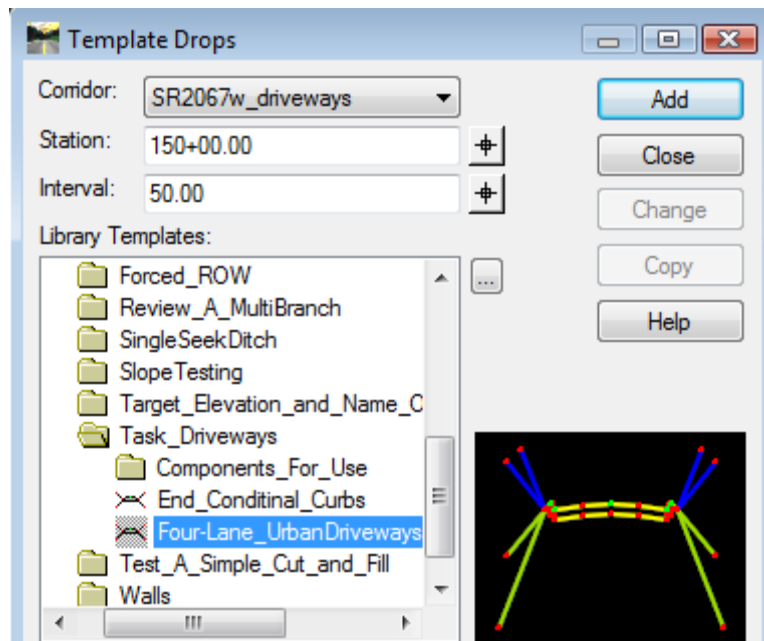 Template Drops
Corridor: SR2067w_driveways
Add
Station: 150+00.00
Close
Interval: 50.00
Change
Library Templates:
Copy
...
Help
Forced_ROW
Review_A_MultiBranch
SingleSeekDitch
SlopeTesting
Target_Elevation_and_Name_O
Task_Driveways
Components_For_Use
End_Conditinal_Curbs
Four-Lane_UrbanDriveways
Test_A_Simple_Cut_and_Fill
Walls